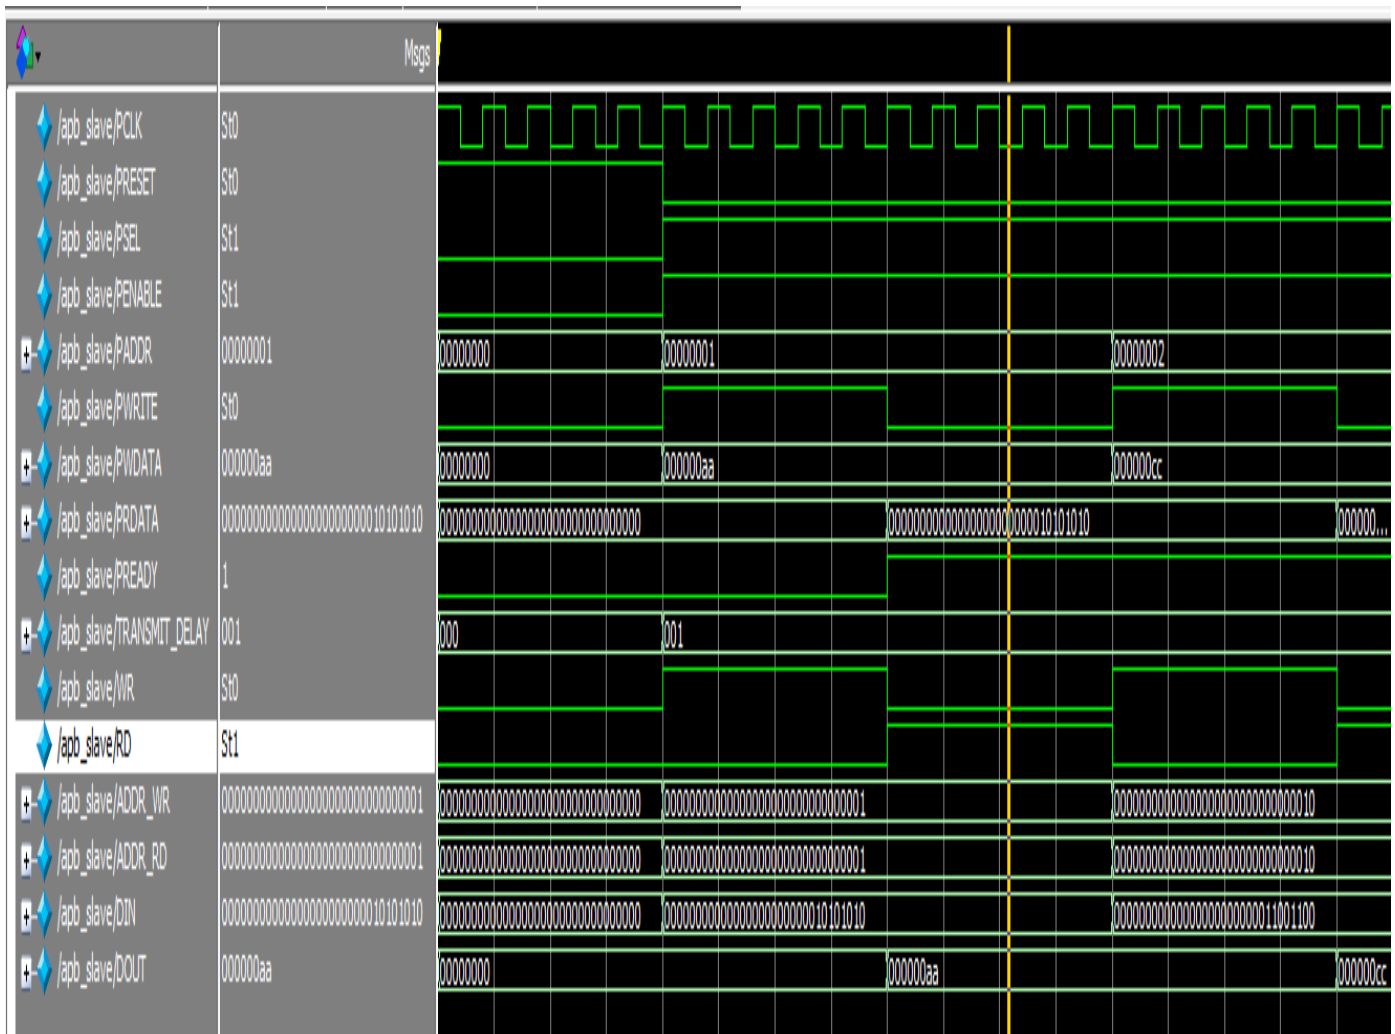 Msgs
/apb_slave/PCLK St0
/apb_slave/PRESET St0
/apb_slave/PSEL St1
/apb_slave/PENABLE St1
/apb_slave/PADDR 00000001 00000000 00000001 00000002
/apb_slave/PWRITE St0
/apb_slave/PWDATA 000000aa 00000000 000000aa 000000cc
/apb_slave/PRDATA 00000000000000000000000010101010 00000000000000000000000000000000 00000000000000000000000010101010 000000...
/apb_slave/PREADY 1
/apb_slave/TRANSMIT_DELAY 001 000 001
/apb_slave/WR St0
/apb_slave/RD St1
/apb_slave/ADDR_WR 00000000000000000000000000000001 00000000000000000000000000000000 00000000000000000000000000000001 00000000000000000000000000000010
/apb_slave/ADDR_RD 00000000000000000000000000000001 00000000000000000000000000000000 00000000000000000000000000000001 00000000000000000000000000000010
/apb_slave/DIN 00000000000000000000000010101010 00000000000000000000000000000000 00000000000000000000000010101010 00000000000000000000000011001100
/apb_slave/DOUT 000000aa 00000000 000000aa 000000cc